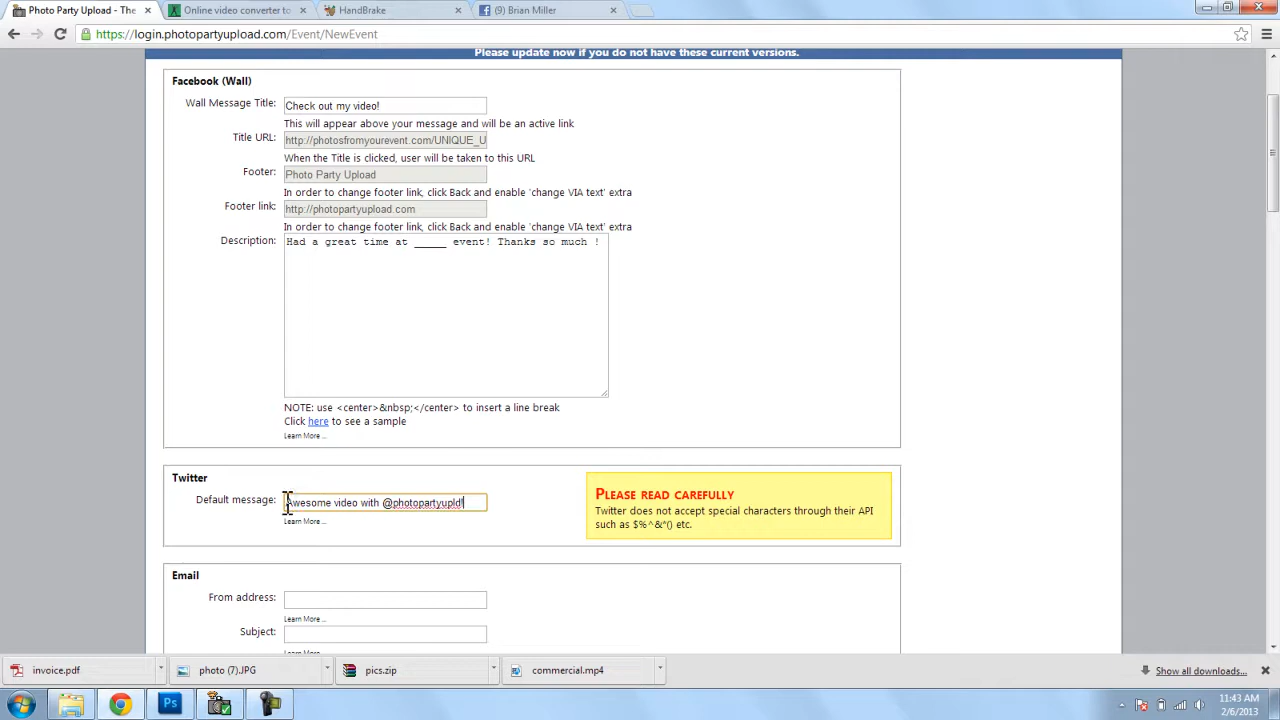 Photo Party Upload - The
Online video converter to
HandBrake
(9) Brian Miller
https://login.photopartyupload.com/Event/NewEvent
Please update now if you do not have these current versions.
Facebook (Wall)
Wall Message Title: Check out my video!
This will appear above your message and will be an active link
Title URL: http://photosfromyourevent.com/UNIQUE_U
When the Title is clicked, user will be taken to this URL
Footer: Photo Party Upload
In order to change footer link, click Back and enable 'change VIA text' extra
Footer link: http://photopartyupload.com
In order to change footer link, click Back and enable 'change VIA text' extra
Description: Had a great time at _____ event! Thanks so much !
NOTE: use <center>&nbsp;</center> to insert a line break
Click here to see a sample
Learn More ...
Twitter
Default message: Awesome video with @photopartyupld!
Learn More ...
PLEASE READ CAREFULLY
Twitter does not accept special characters through their API
such as $%^&*() etc.
Email
From address:
Learn More ...
Subject:
Learn More ...
invoice.pdf
photo (7).JPG
pics.zip
commercial.mp4
Show all downloads...
Ps
11:43 AM
2/6/2013